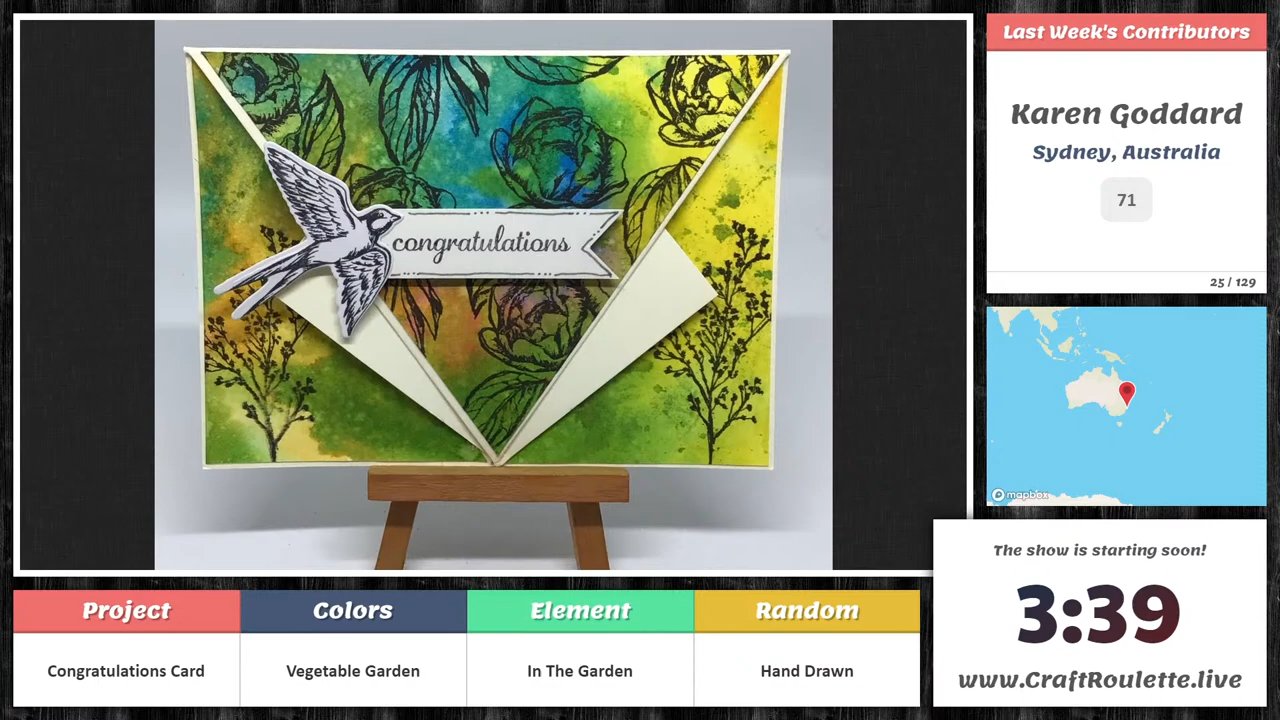 congratulations
Last Week's Contributors
Karen Goddard
Sydney, Australia
71
25 / 129
mapbox
The show is starting soon!
3:39
www.CraftRoulette.live
Project
Colors
Element
Random
Congratulations Card
Vegetable Garden
In The Garden
Hand Drawn